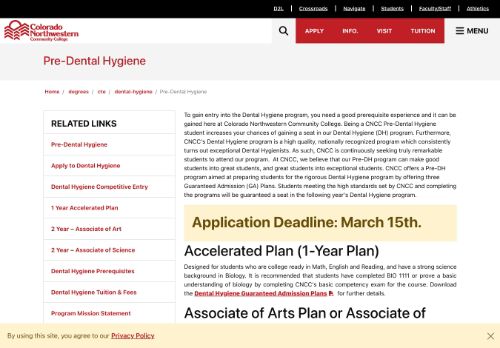 D2L | Crossroads | Navigate | Students | Faculty/Staff | Athletics
Colorado
Northwestern
Community College
APPLY INFO. VISIT TUITION MENU
Pre-Dental Hygiene
Home / degrees / cte / dental-hygiene / Pre-Dental Hygiene
RELATED LINKS
Pre-Dental Hygiene
Apply to Dental Hygiene
Dental Hygiene Competitive Entry
1 Year Accelerated Plan
2 Year – Associate of Art
2 Year – Associate of Science
Dental Hygiene Prerequisites
Dental Hygiene Tuition & Fees
Program Mission Statement
To gain entry into the Dental Hygiene program, you need a good prerequisite experience and it can be
gained here at Colorado Northwestern Community College. Being a CNCC Pre-Dental Hygiene
student increases your chances of gaining a seat in our Dental Hygiene (DH) program. Furthermore,
CNCC's Dental Hygiene program is a high quality, nationally recognized program which consistently
turns out exceptional Dental Hygienists. As such, CNCC is continuously seeking truly remarkable
students to attend our program. At CNCC, we believe that our Pre-DH program can make good
students into great students, and great students into exceptional students. CNCC offers a Pre-DH
program aimed at preparing students for the rigorous Dental Hygiene program by offering three
Guaranteed Admission (GA) Plans. Students meeting the high standards set by CNCC and completing
the programs will be guaranteed a seat in the following year's Dental Hygiene program.
Application Deadline: March 15th.
Accelerated Plan (1-Year Plan)
Designed for students who are college ready in Math, English and Reading, and have a strong science
background in Biology. It is recommended that students have completed BIO 1111 or prove a basic
understanding of biology by completing CNCC's basic competency exam for the course. Download
the Dental Hygiene Guaranteed Admission Plans for further details.
Associate of Arts Plan or Associate of
By using this site, you agree to our Privacy Policy